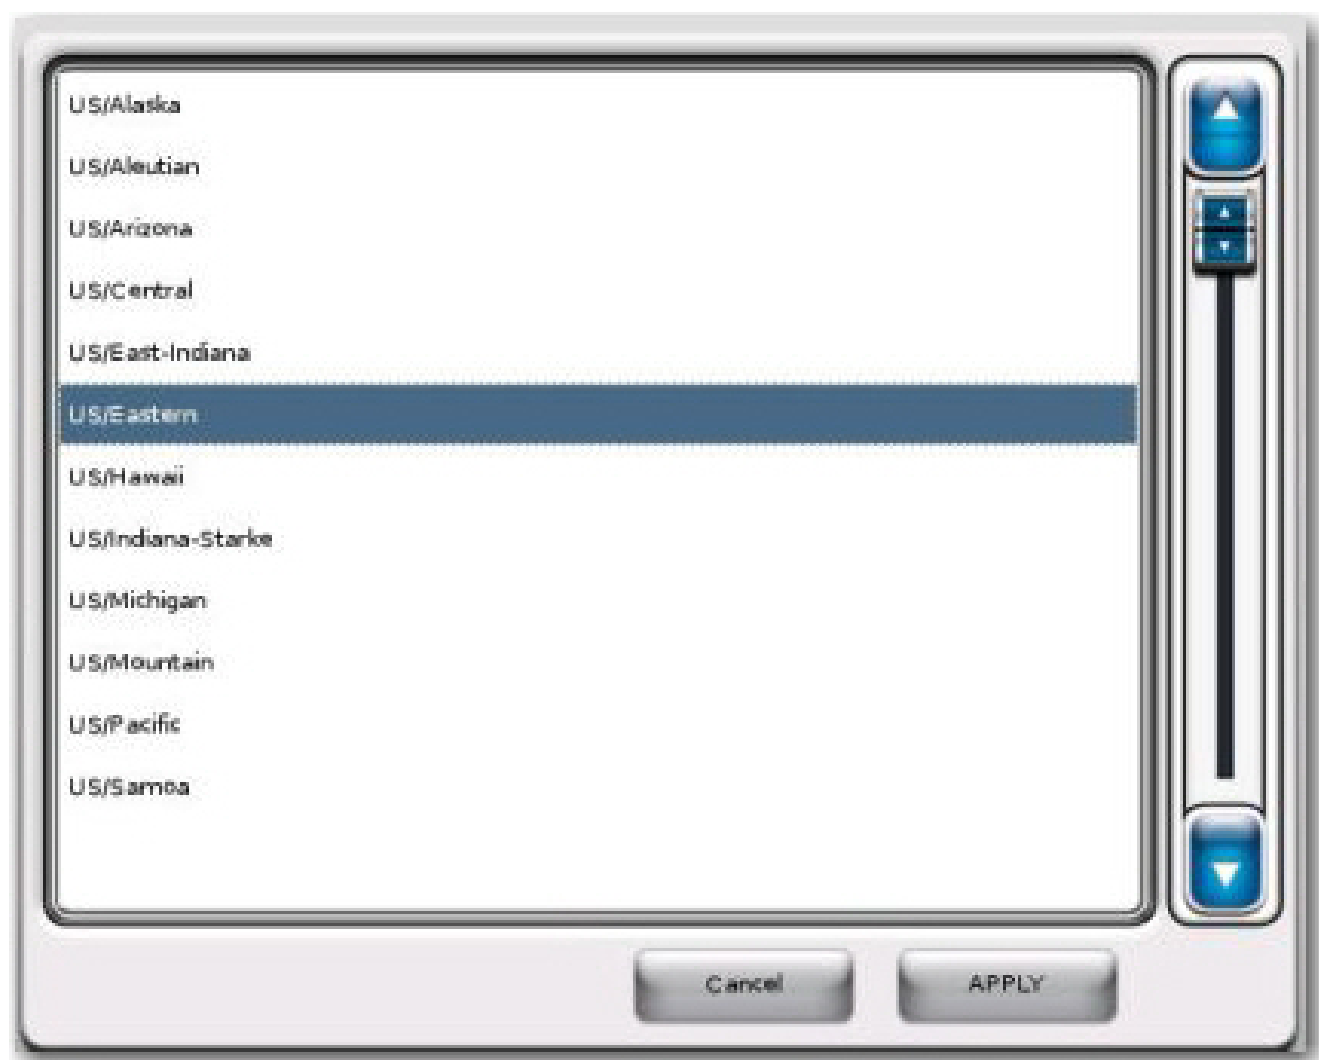 US/Alaska
US/Aleutian
US/Arizona
US/Central
US/East-Indiana
US/Eastern
US/Hawaii
US/Indiana-Starke
US/Michigan
US/Mountain
US/Pacific
US/Samoa
Cancel
APPLY